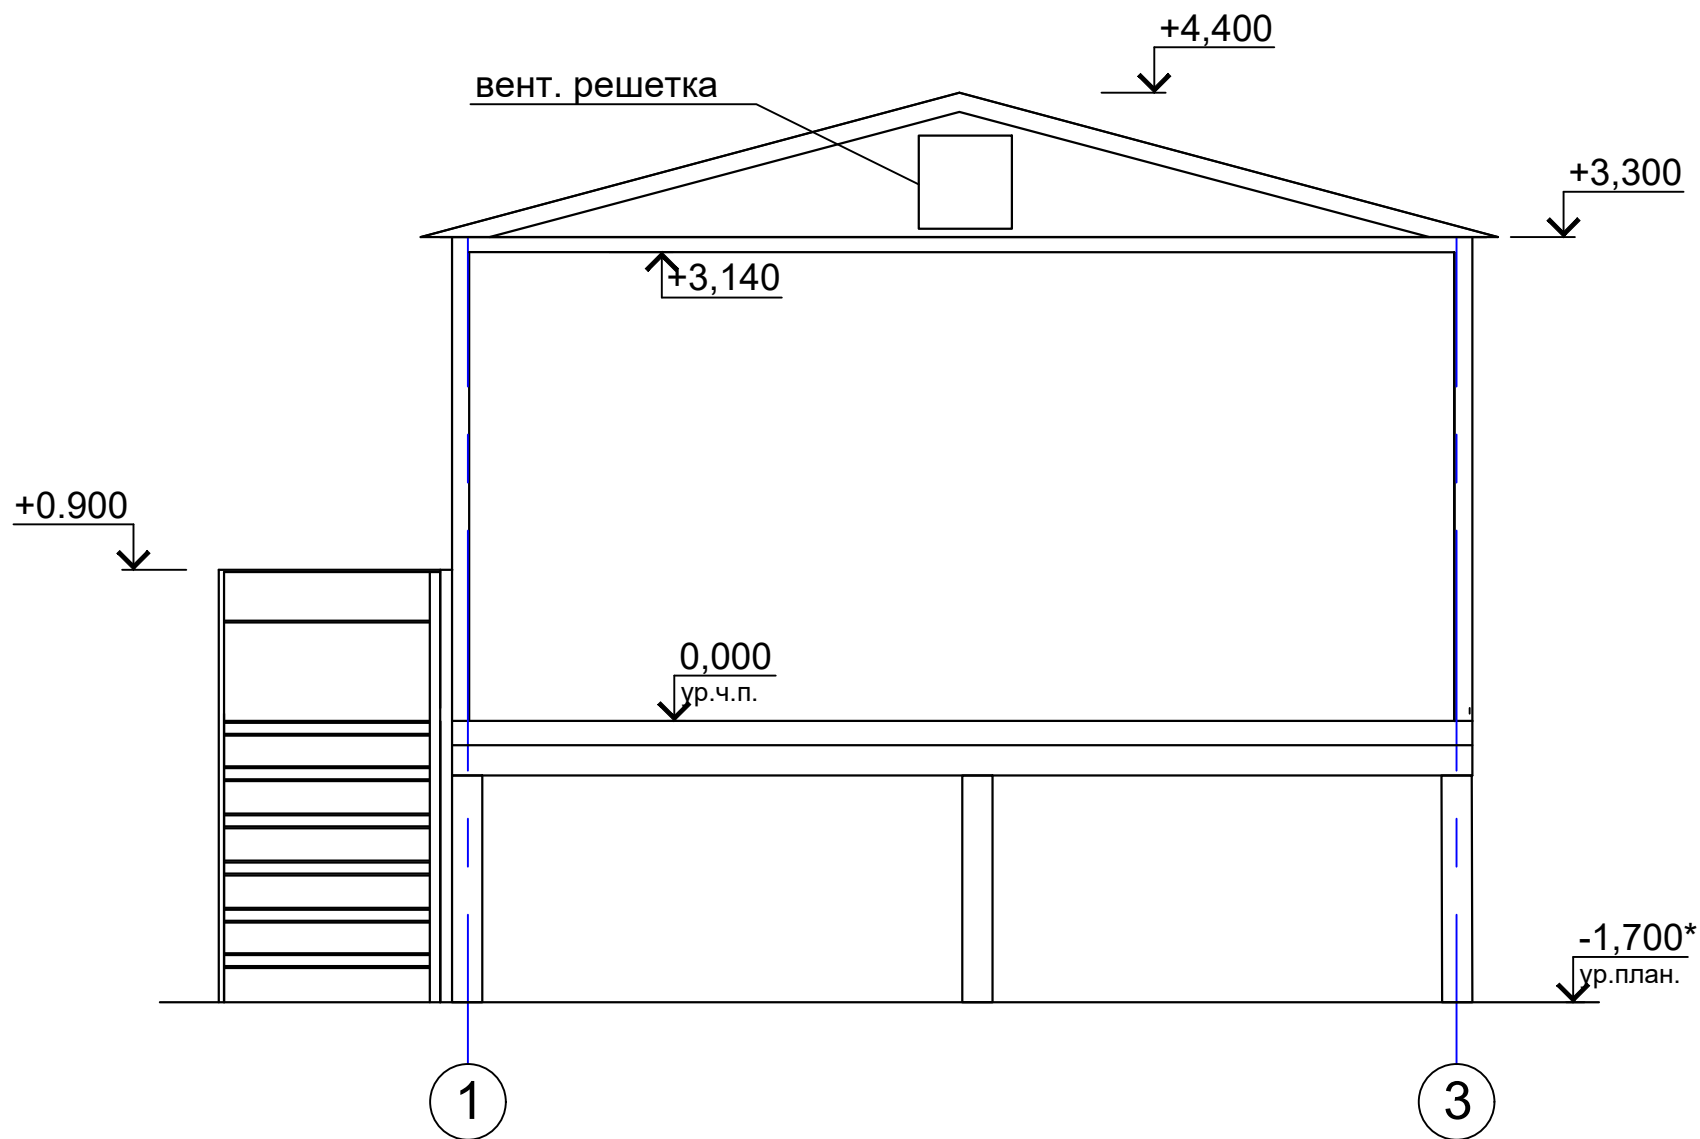 +4,400
вент. решетка
+3,300
+3,140
+0.900
0,000
ур.ч.п.
-1,700*
ур.план.
1
3